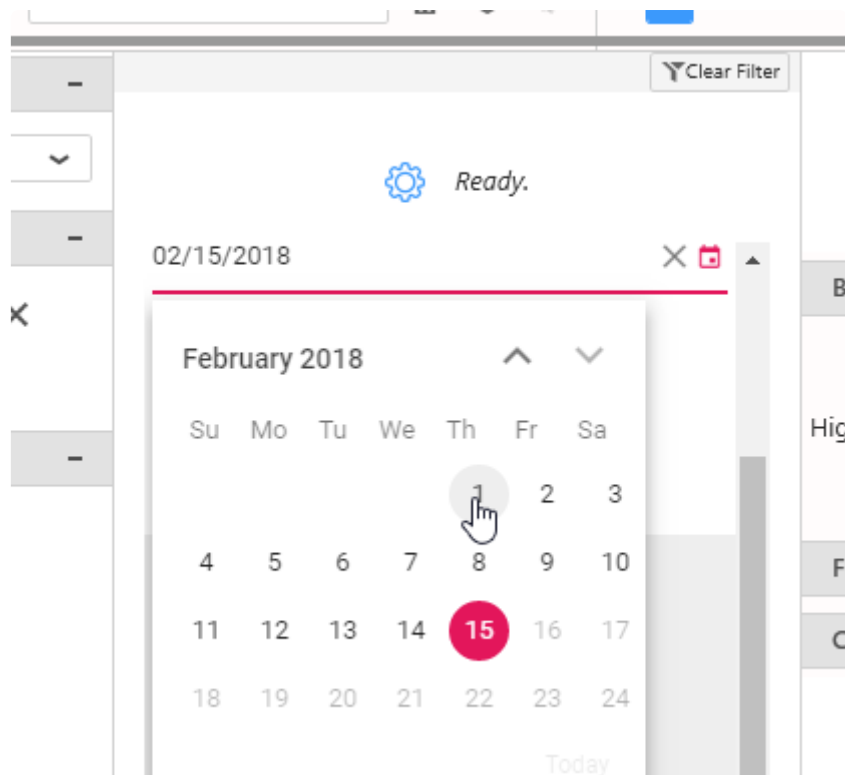 Clear Filter
Ready.
02/15/2018
February 2018
Su Mo Tu We Th Fr Sa
1 2 3
4 5 6 7 8 9 10
11 12 13 14 15 16 17
18 19 20 21 22 23 24
Today
B
Hig
F